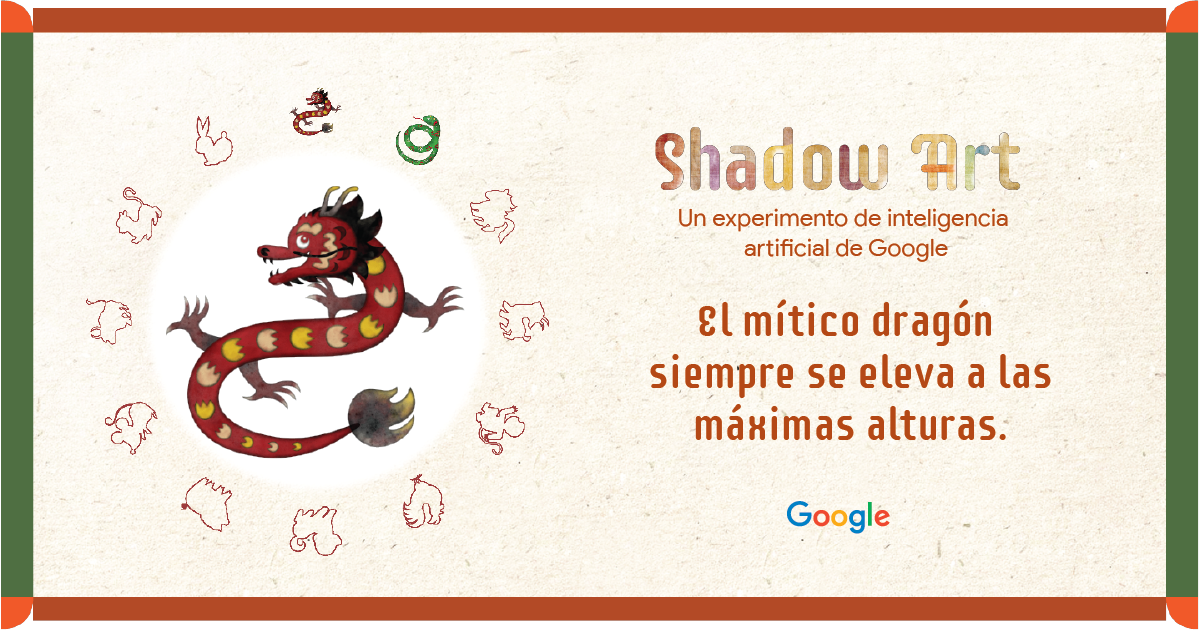 Shadow Art
Un experimento de inteligencia
artificial de Google
El mítico dragón
siempre se eleva a las
máximas alturas.
Google